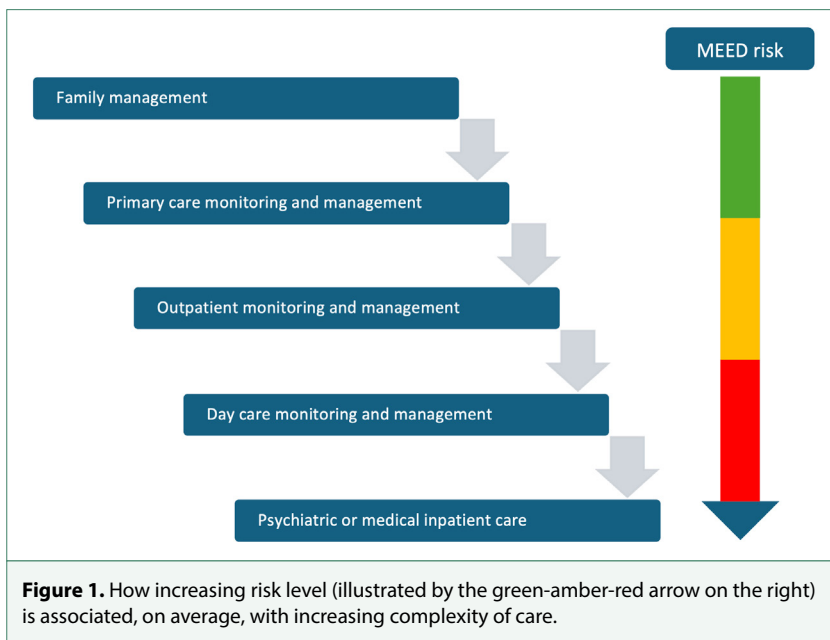 MEED risk
Family management
Primary care monitoring and management
Outpatient monitoring and management
Day care monitoring and management
Psychiatric or medical inpatient care
Figure 1. How increasing risk level (illustrated by the green-amber-red arrow on the right)
is associated, on average, with increasing complexity of care.